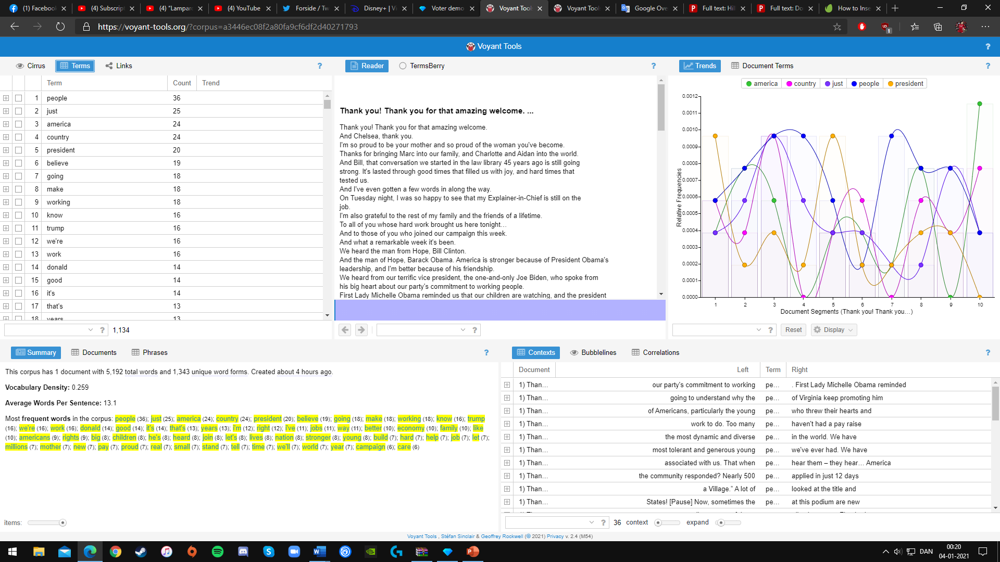 (1) Facebook
(4) Subscript
(4) "Lampard
(4) YouTube
Forside / Tw
Disney+ | Vi
Voter demo
Voyant Tools
Voyant Tools
Google Over
Full text: Hill
Full text: Do
How to Inse
https://voyant-tools.org/?corpus=a3446ec08f2a80fa9cf6df2d40271793
1
Voyant Tools
?
Cirrus
Terms
Links
?
Term
Count
Trend
1 people 36
2 just 25
3 america 24
4 country 24
5 president 20
6 believe 19
7 going 18
8 make 18
9 working 18
10 know 16
11 trump 16
12 we're 16
13 work 16
14 donald 14
15 good 14
16 it's 14
17 that's 13
18 years 13
? 1,134
Reader
TermsBerry
?
Thank you! Thank you for that amazing welcome. ...
Thank you! Thank you for that amazing welcome.
And Chelsea, thank you.
I'm so proud to be your mother and so proud of the woman you've become.
Thanks for bringing Marc into our family, and Charlotte and Aidan into the world.
And Bill, that conversation we started in the law library 45 years ago is still going
strong. It's lasted through good times that filled us with joy, and hard times that
tested us.
And I've even gotten a few words in along the way.
On Tuesday night, I was so happy to see that my Explainer-in-Chief is still on the
job.
I'm also grateful to the rest of my family and the friends of a lifetime.
To all of you whose hard work brought us here tonight…
And to those of you who joined our campaign this week.
And what a remarkable week it's been.
We heard the man from Hope, Bill Clinton.
And the man of Hope, Barack Obama. America is stronger because of President Obama's
leadership, and I'm better because of his friendship.
We heard from our terrific vice president, the one-and-only Joe Biden, who spoke from
his big heart about our party's commitment to working people.
First Lady Michelle Obama reminded us that our children are watching, and the president
?
Trends
Document Terms
?
america
country
just
people
president
0.0012
0.0011
0.0010
0.0009
0.0008
0.0007
0.0006
0.0005
0.0004
0.0003
0.0002
0.0001
0.0000
Relative Frequencies
1 2 3 4 5 6 7 8 9 10
Document Segments (Thank you! Thank you…)
?
Reset
Display
Summary
Documents
Phrases
?
This corpus has 1 document with 5,192 total words and 1,343 unique word forms. Created about 4 hours ago.
Vocabulary Density: 0.259
Average Words Per Sentence: 13.1
Most frequent words in the corpus: people (36); just (25); america (24); country (24); president (20); believe (19); going (18); make (18); working (18); know (16); trump
(16); we're (16); work (16); donald (14); good (14); it's (14); that's (13); years (13); i'm (12); right (12); i've (11); jobs (11); way (11); better (10); economy (10); family (10); like
(10); americans (9); rights (9); big (8); children (8); he's (8); heard (8); join (8); let's (8); lives (8); nation (8); stronger (8); young (8); build (7); hard (7); help (7); job (7); let (7);
millions (7); mother (7); new (7); pay (7); proud (7); real (7); small (7); stand (7); tell (7); time (7); we'll (7); world (7); year (7); campaign (6); care (6)
items:
Contexts
Bubblelines
Correlations
?
Document
Left
Term
Right
1) Than… our party's commitment to working pe… . First Lady Michelle Obama reminded
1) Than… going to understand why the pe… of Virginia keep promoting him
1) Than… of Americans, particularly the young pe… who threw their hearts and
1) Than… work to do. Too many pe… haven't had a pay raise
1) Than… the most dynamic and diverse pe… in the world. We have
1) Than… most tolerant and generous young pe… we've ever had. We have
1) Than… associated with us. That when pe… hear them – they hear… America
1) Than… the community responded? Nearly 500 pe… applied in just 12 days
1) Than… a Village." A lot of pe… looked at the title and
1) Than… States! [Pause] Now, sometimes the pe… at this podium are new
? 36 context expand
Voyant Tools , Stéfan Sinclair & Geoffrey Rockwell (© 2021) Privacy v. 2.4 (M54)
DAN
00:20
04-01-2021